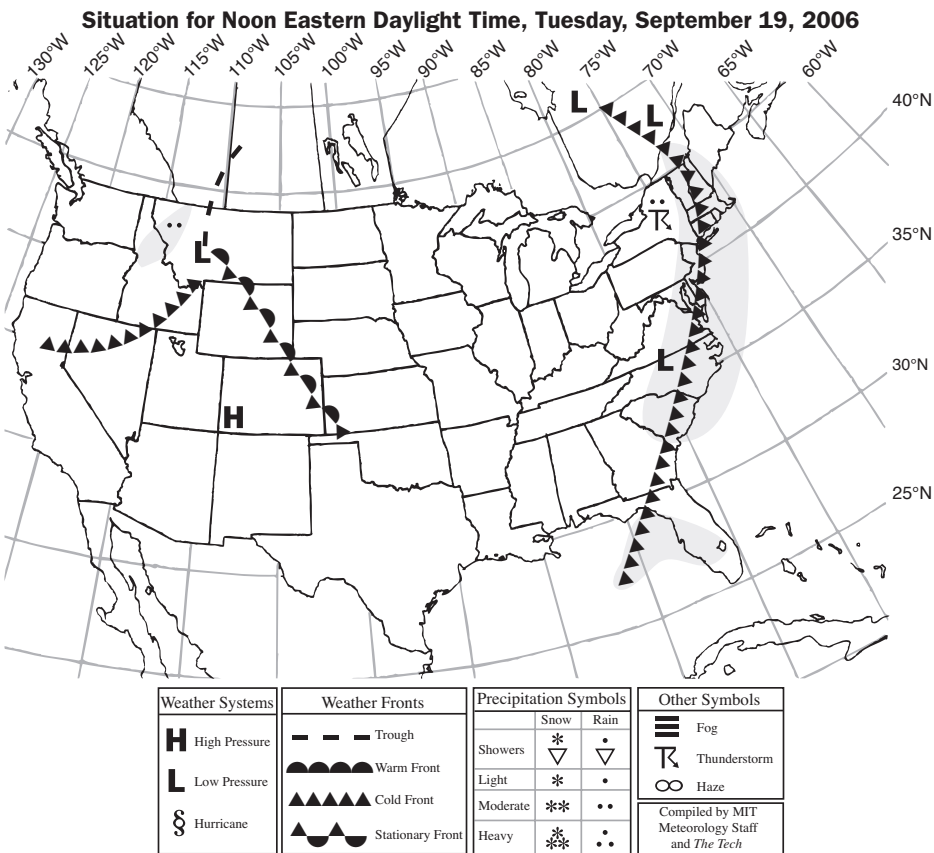 Situation for Noon Eastern Daylight Time, Tuesday, September 19, 2006
130°W 125°W 120°W 115°W 110°W 105°W 100°W 95°W 90°W 85°W 80°W 75°W 70°W 65°W 60°W
40°N
35°N
30°N
25°N
L L
L
L
H
Weather Systems
H High Pressure
L Low Pressure
§ Hurricane
Weather Fronts
Trough
Warm Front
Cold Front
Stationary Front
Precipitation Symbols
Snow Rain
Showers
Light
Moderate
Heavy
Other Symbols
Fog
Thunderstorm
Haze
Compiled by MIT
Meteorology Staff
and The Tech